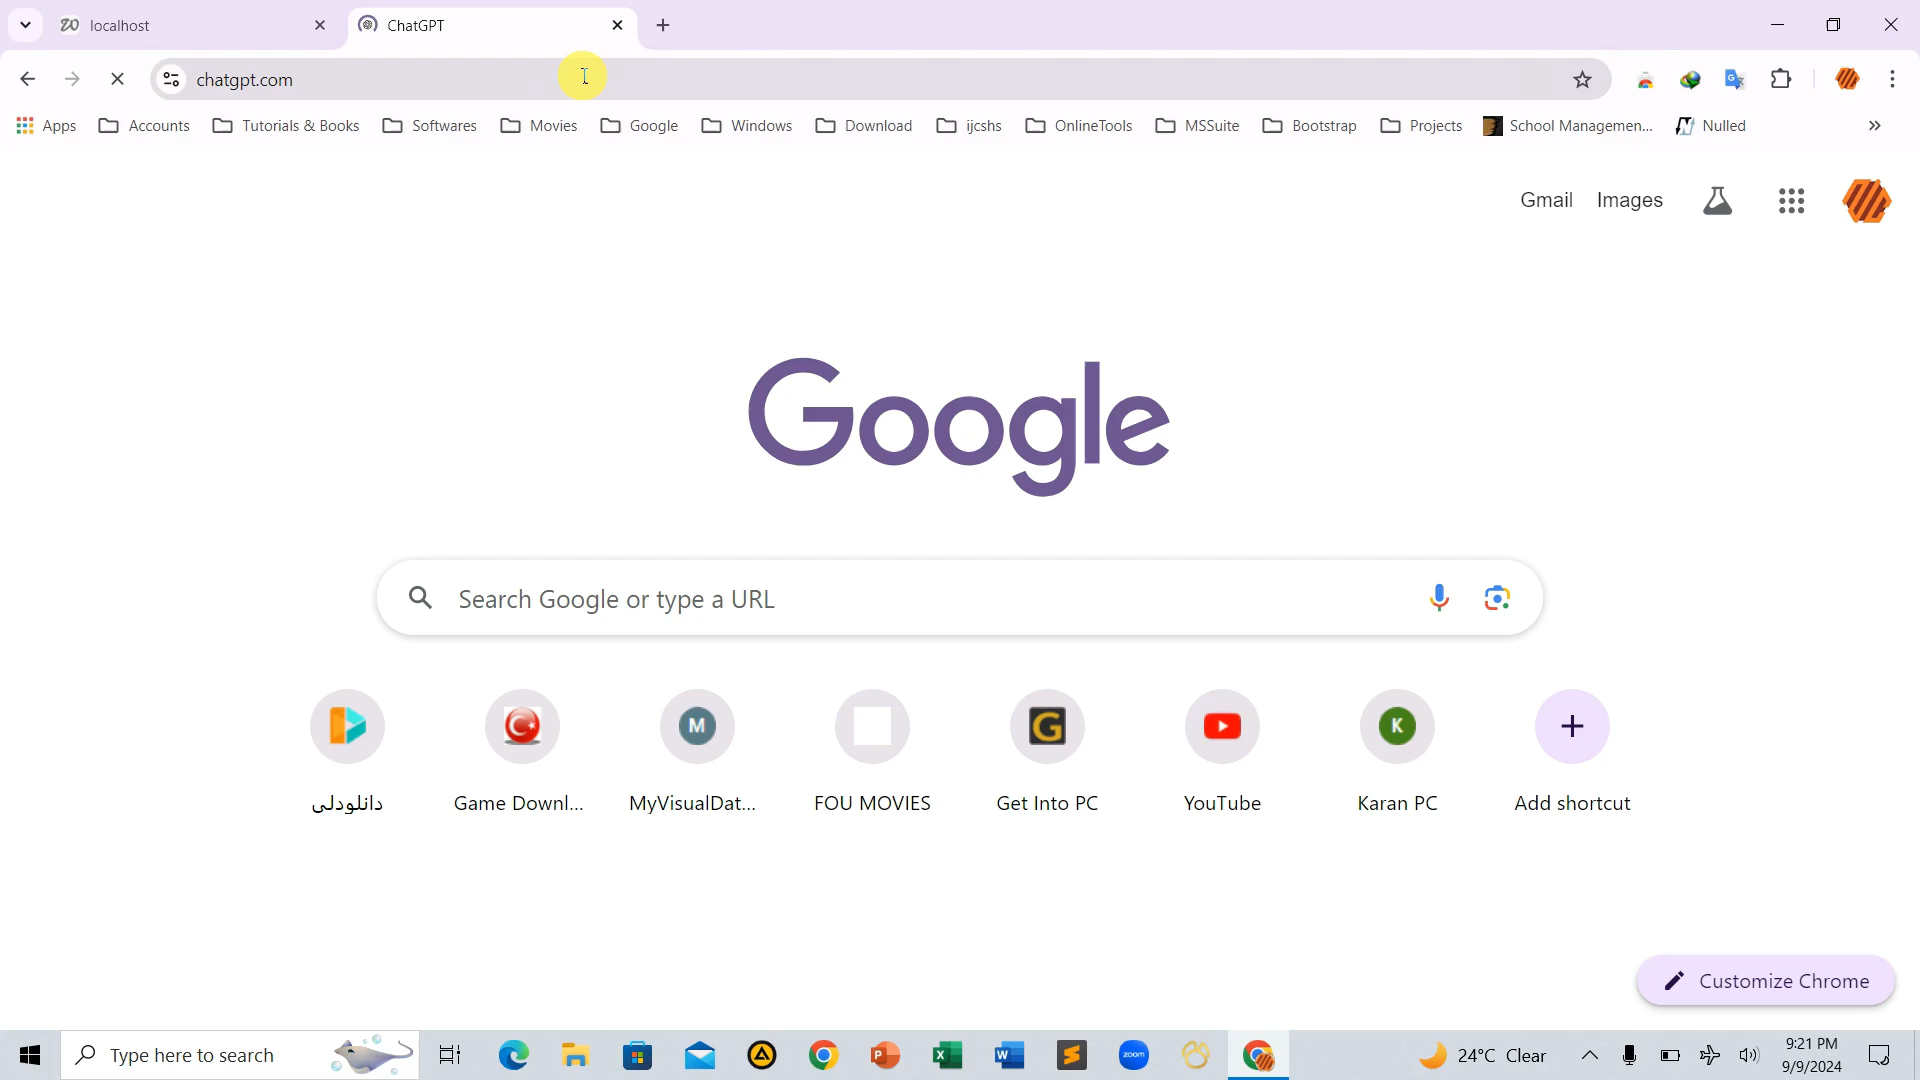 localhost
ChatGPT
chatgpt.com
Apps Accounts Tutorials & Books Softwares Movies Google Windows Download ijcshs OnlineTools MSSuite Bootstrap Projects School Managemen... Nulled
Gmail Images
Google
Search Google or type a URL
M K
دانلودلی Game Downl... MyVisualDat... FOU MOVIES Get Into PC YouTube Karan PC Add shortcut
Customize Chrome
Type here to search
zoom
24°C Clear
9:21 PM
9/9/2024